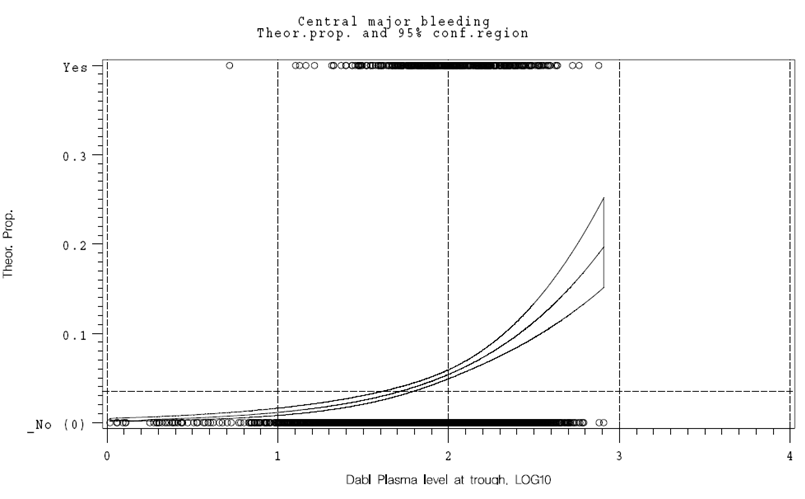 Central major bleeding
Theor.prop. and 95% conf.region
Yes
0.3
0.2
0.1
_No (0)
Theor. Prop.
0 1 2 3 4
Dabl Plasma level at trough, LOG10